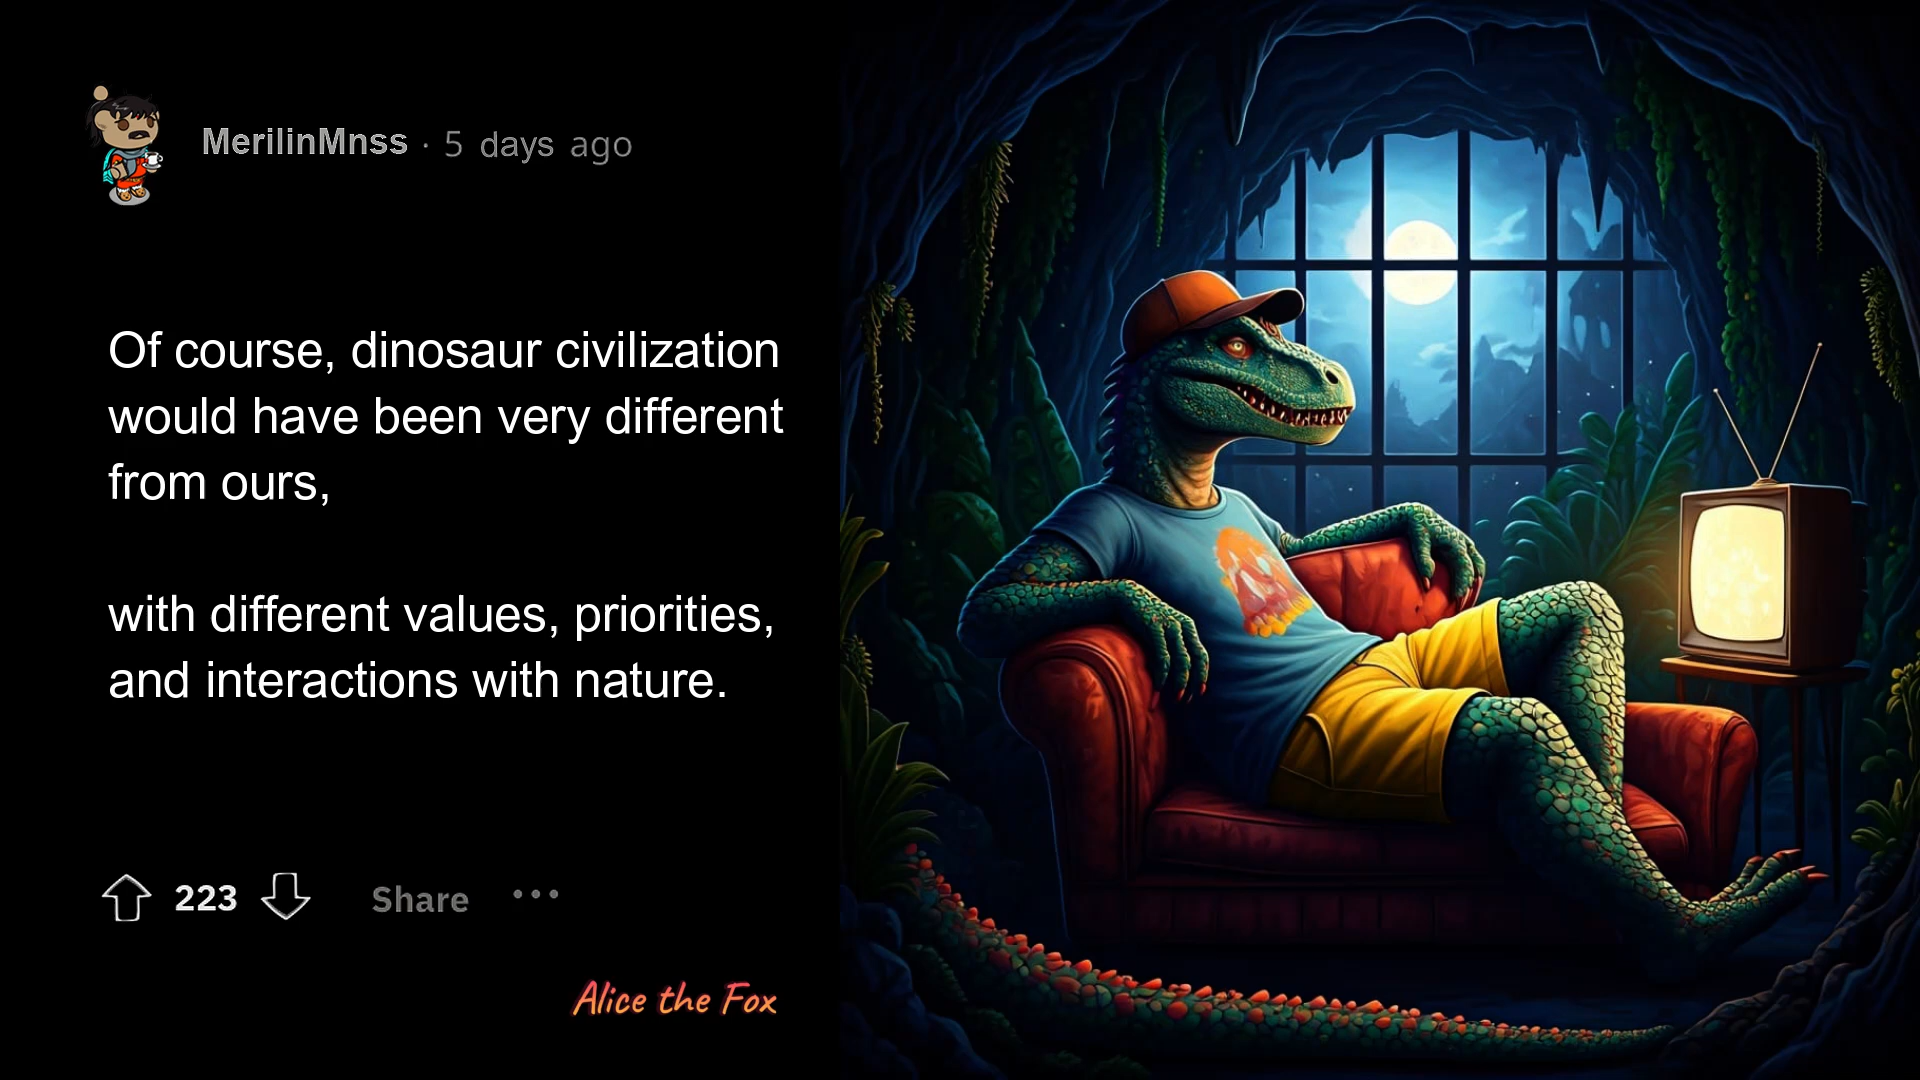 MerilinMnss · 5 days ago
Of course, dinosaur civilization
would have been very different
from ours,
with different values, priorities,
and interactions with nature.
223 Share ...
Alice the Fox